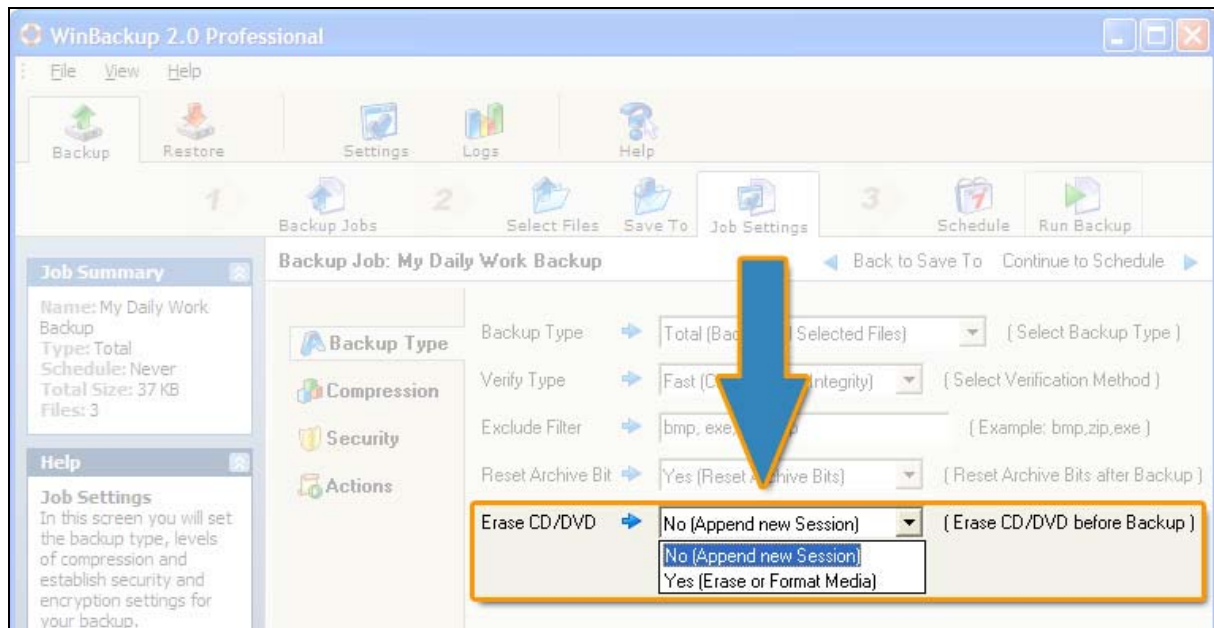 WinBackup 2.0 Professional
File View Help
Backup Restore Settings Logs Help
1 Backup Jobs 2 Select Files Save To Job Settings 3 Schedule Run Backup
Job Summary
Name: My Daily Work
Backup
Type: Total
Schedule: Never
Total Size: 37 KB
Files: 3
Help
Job Settings
In this screen you will set
the backup type, levels
of compression and
establish security and
encryption settings for
your backup.
Backup Job: My Daily Work Backup
Back to Save To Continue to Schedule
Backup Type
Compression
Security
Actions
Backup Type Total Selected Files) ( Select Backup Type )
Verify Type Fast Integrity) ( Select Verification Method )
Exclude Filter bmp, exe, ( Example: bmp,zip,exe )
Reset Archive Bit Yes (Reset Bits) ( Reset Archive Bits after Backup )
Erase CD/DVD No (Append new Session) ( Erase CD/DVD before Backup )
No (Append new Session)
Yes (Erase or Format Media)